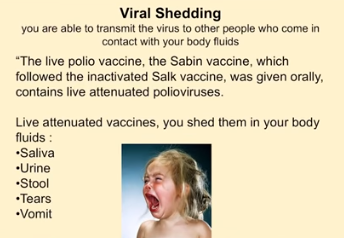 Viral Shedding
you are able to transmit the virus to other people who come in
contact with your body fluids
“The live polio vaccine, the Sabin vaccine, which
followed the inactivated Salk vaccine, was given orally,
contains live attenuated polioviruses.
Live attenuated vaccines, you shed them in your body
fluids :
•Saliva
•Urine
•Stool
•Tears
•Vomit